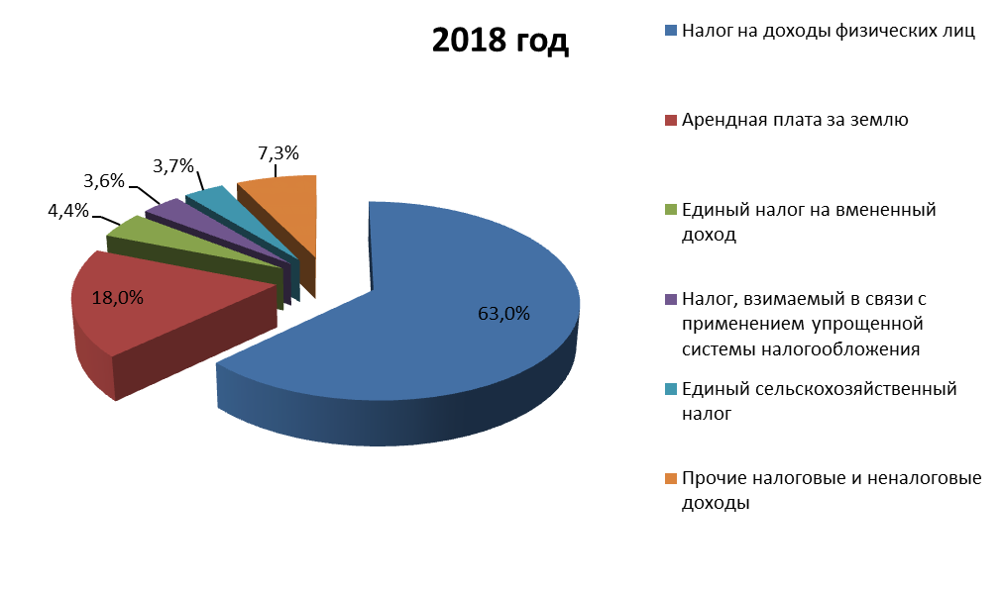 2018 год
7,3%
3,7%
3,6%
4,4%
18,0%
63,0%
Налог на доходы физических лиц
Арендная плата за землю
Единый налог на вмененный
доход
Налог, взимаемый в связи с
применением упрощенной
системы налогообложения
Единый сельскохозяйственный
налог
Прочие налоговые и неналоговые
доходы